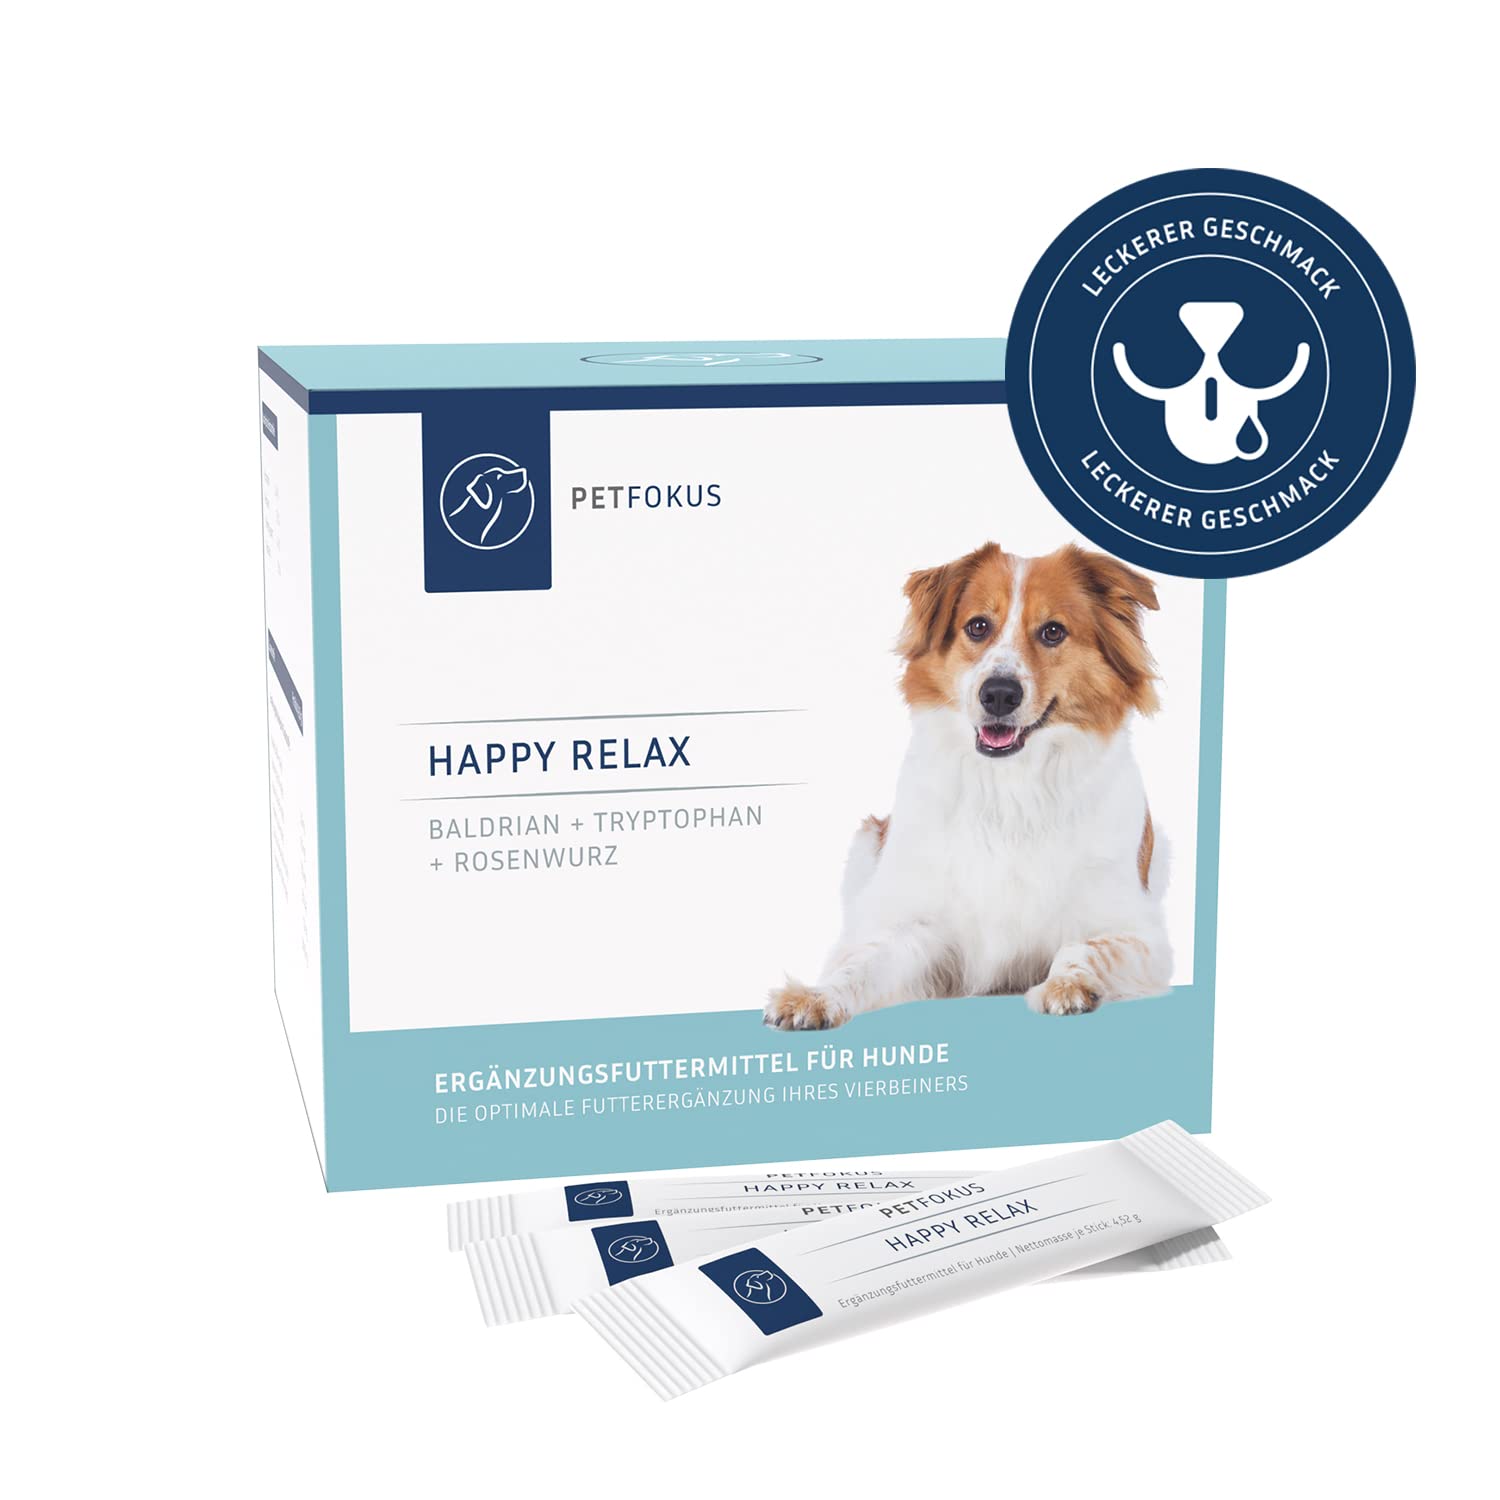 LECKERER GESCHMACK
LECKERER GESCHMACK
PETFOKUS
HAPPY RELAX
BALDRIAN + TRYPTOPHAN
+ ROSENWURZ
ERGÄNZUNGSFUTTERMITTEL FÜR HUNDE
DIE OPTIMALE FUTTERERGÄNZUNG IHRES VIERBEINERS
PETFOKUS
HAPPY RELAX
Ergänzungsfuttermittel
PETFOKUS
HAPPY RELAX
Ergänzungsfuttermittel für Hunde | Nettomasse je Stick: 4,52 g